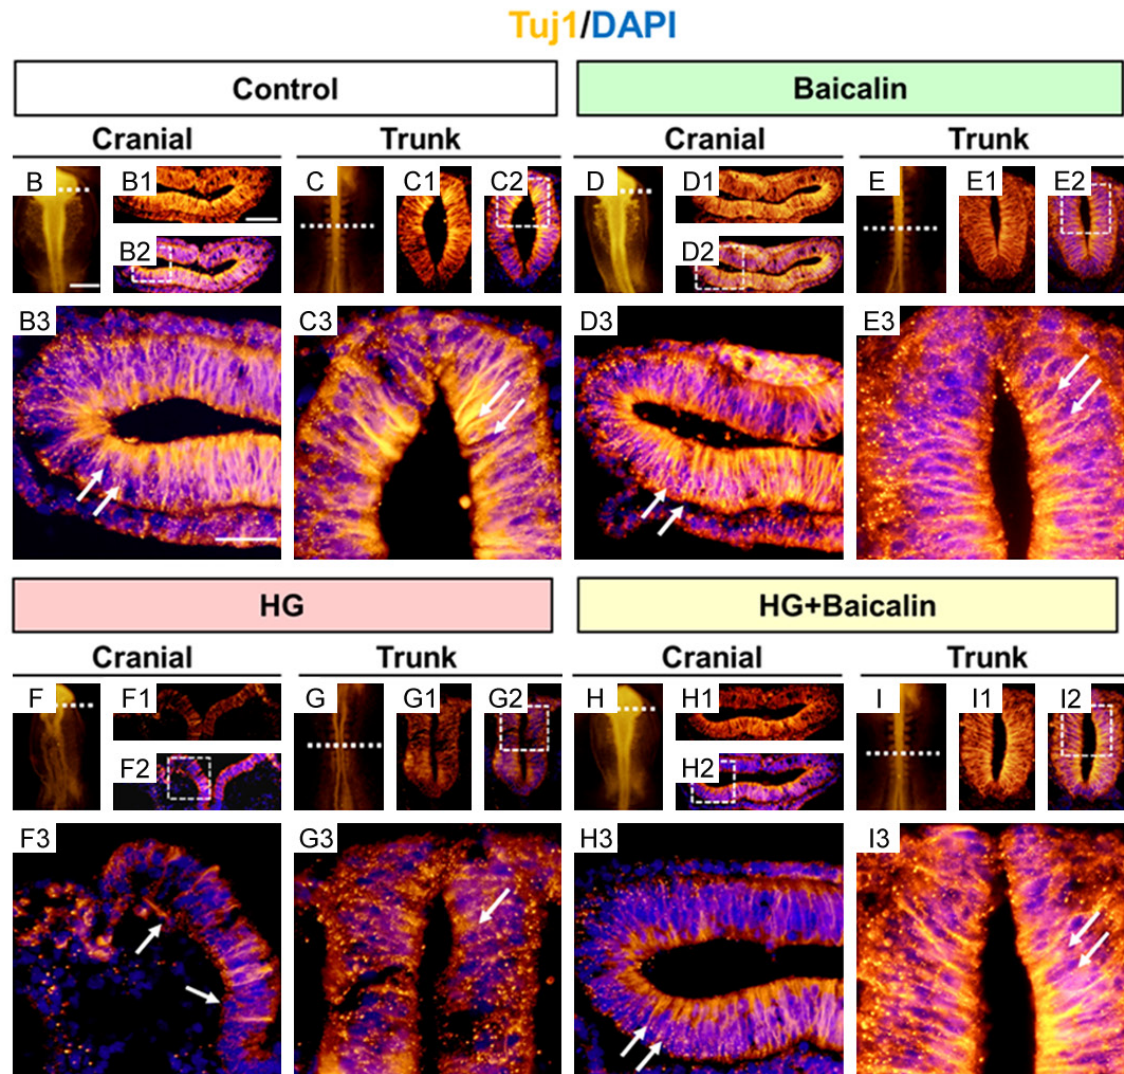 Tuj1/DAPI
Control
Baicalin
Cranial
Trunk
Cranial
Trunk
B
B1
B2
C
C1
C2
D
D1
D2
E
E1
E2
B3
C3
D3
E3
HG
HG+Baicalin
Cranial
Trunk
Cranial
Trunk
F
F1
F2
G
G1
G2
H
H1
H2
I
I1
I2
F3
G3
H3
I3